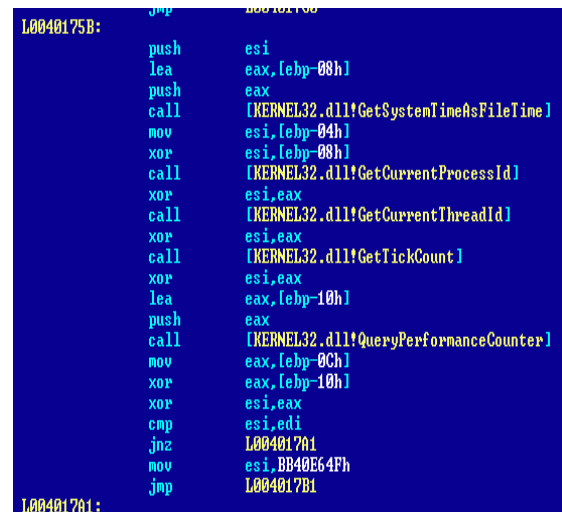 jmp
L0040175B:
push esi
lea eax,[ebp-08h]
push eax
call [KERNEL32.dll!GetSystemTimeAsFileTime]
mov esi,[ebp-04h]
xor esi,[ebp-08h]
call [KERNEL32.dll!GetCurrentProcessId]
xor esi,eax
call [KERNEL32.dll!GetCurrentThreadId]
xor esi,eax
call [KERNEL32.dll!GetTickCount]
xor esi,eax
lea eax,[ebp-10h]
push eax
call [KERNEL32.dll!QueryPerformanceCounter]
mov eax,[ebp-0Ch]
xor eax,[ebp-10h]
xor esi,eax
cmp esi,edi
jnz L004017A1
mov esi,BB40E64Fh
jmp L004017B1
L004017A1: